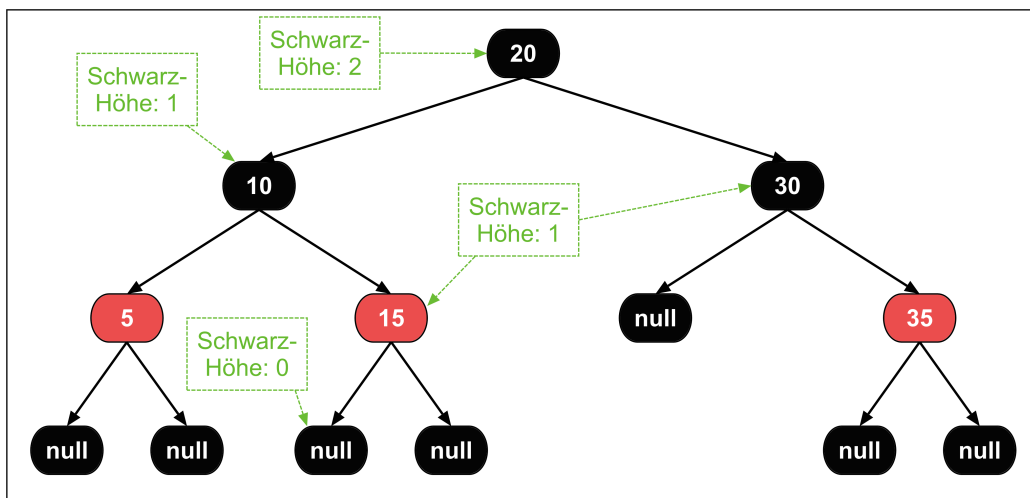 Schwarz-
Höhe: 2
20
Schwarz-
Höhe: 1
10
30
Schwarz-
Höhe: 1
5
15
null
35
Schwarz-
Höhe: 0
null
null
null
null
null
null